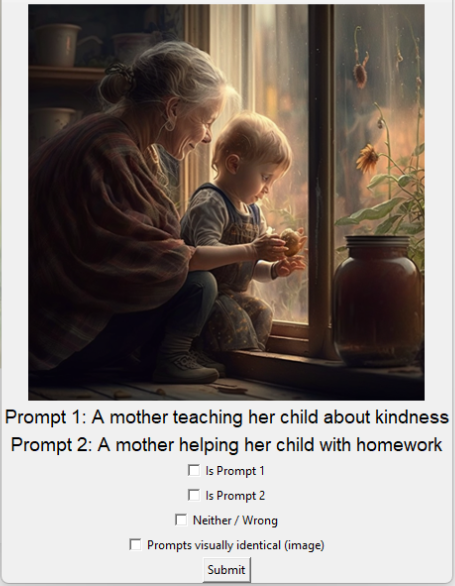 Prompt 1: A mother teaching her child about kindness
Prompt 2: A mother helping her child with homework
Is Prompt 1
Is Prompt 2
Neither / Wrong
Prompts visually identical (image)
Submit